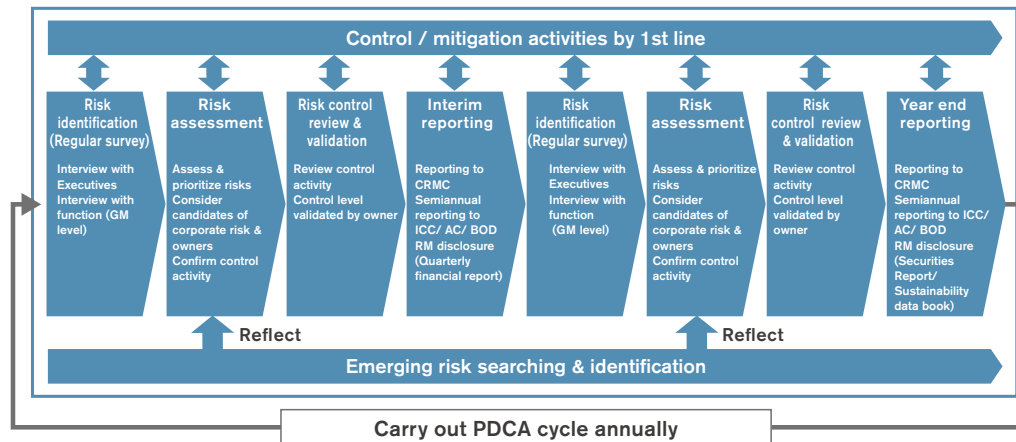 Control / mitigation activities by 1st line
Risk
identification
(Regular survey)
Interview with
Executives
Interview with
function (GM
level)
Risk
assessment
Assess &
prioritize risks
Consider
candidates of
corporate risk &
owners
Confirm control
activity
Risk control
review &
validation
Review control
activity
Control level
validated by owner
Interim
reporting
Reporting to
CRMC
Semiannual
reporting to
ICC/ AC/ BOD
RM disclosure
(Quarterly
financial report)
Risk
identification
(Regular survey)
Interview with
Executives
Interview with
function
(GM level)
Risk
assessment
Assess & prioritize
risks
Consider
candidates of
corporate risk &
owners
Confirm control
activity
Risk
control review
& validation
Review control
activity
Control level
validated by
owner
Year end
reporting
Reporting to
CRMC
Semiannual
reporting to ICC/
AC/ BOD
RM disclosure
(Securities
Report/
Sustainability
data book)
Reflect
Reflect
Emerging risk searching & identification
Carry out PDCA cycle annually